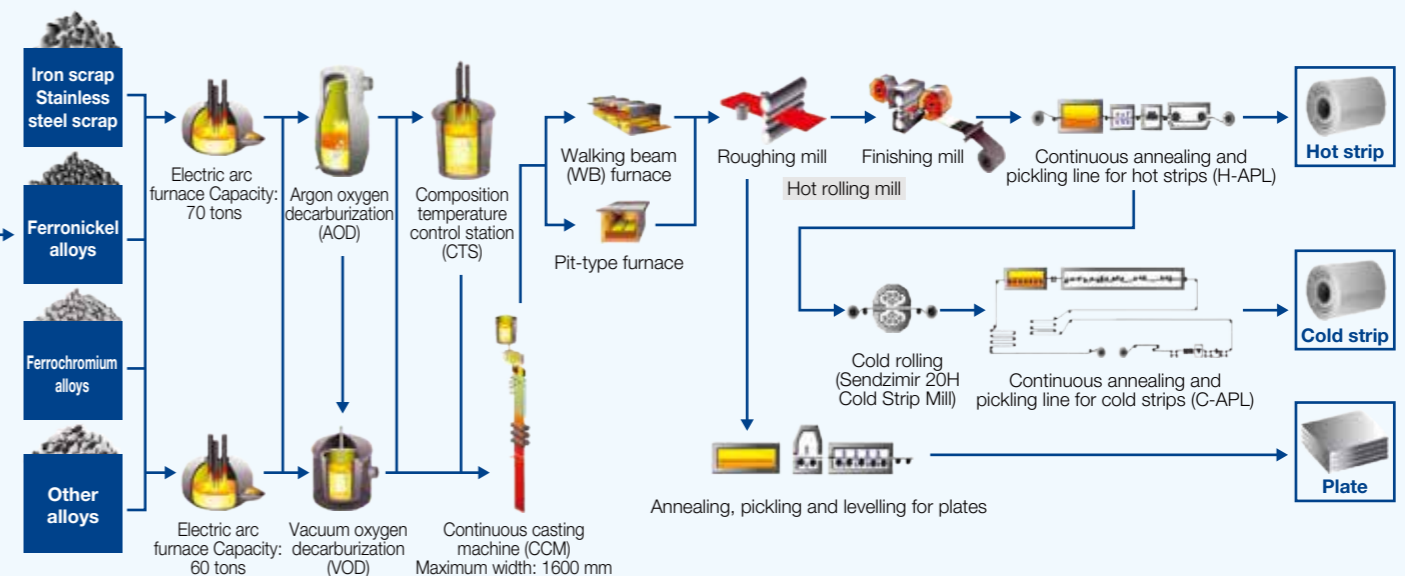 Iron scrap
Stainless
steel scrap
Ferronickel
alloys
Ferrochromium
alloys
Other
alloys
Electric arc
furnace Capacity:
70 tons
Argon oxygen
decarburization
(AOD)
Composition
temperature
control station
(CTS)
Electric arc
furnace Capacity:
60 tons
Vacuum oxygen
decarburization
(VOD)
Continuous casting
machine (CCM)
Maximum width: 1600 mm
Walking beam
(WB) furnace
Pit-type furnace
Roughing mill
Finishing mill
Hot rolling mill
Continuous annealing and
pickling line for hot strips (H-APL)
Hot strip
Cold rolling
(Sendzimir 20H
Cold Strip Mill)
Continuous annealing and
pickling line for cold strips (C-APL)
Cold strip
Annealing, pickling and levelling for plates
Plate